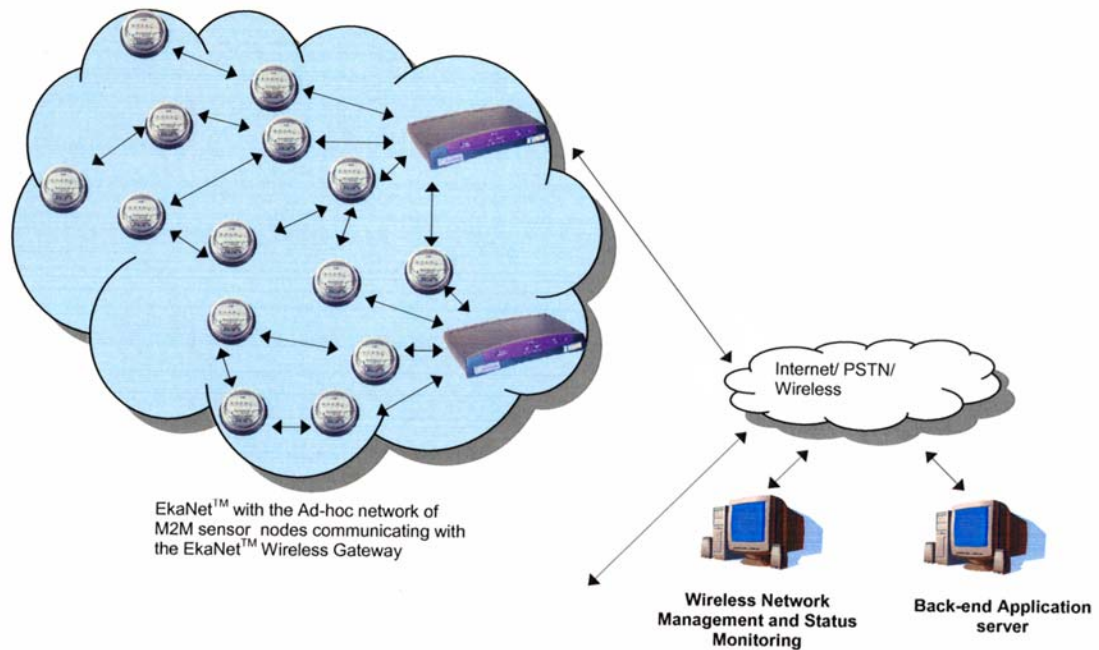 Internet/ PSTN/
Wireless
EkaNet™ with the Ad-hoc network of
M2M sensor nodes communicating with
the EkaNet™ Wireless Gateway
Wireless Network
Management and Status
Monitoring
Back-end Application
server